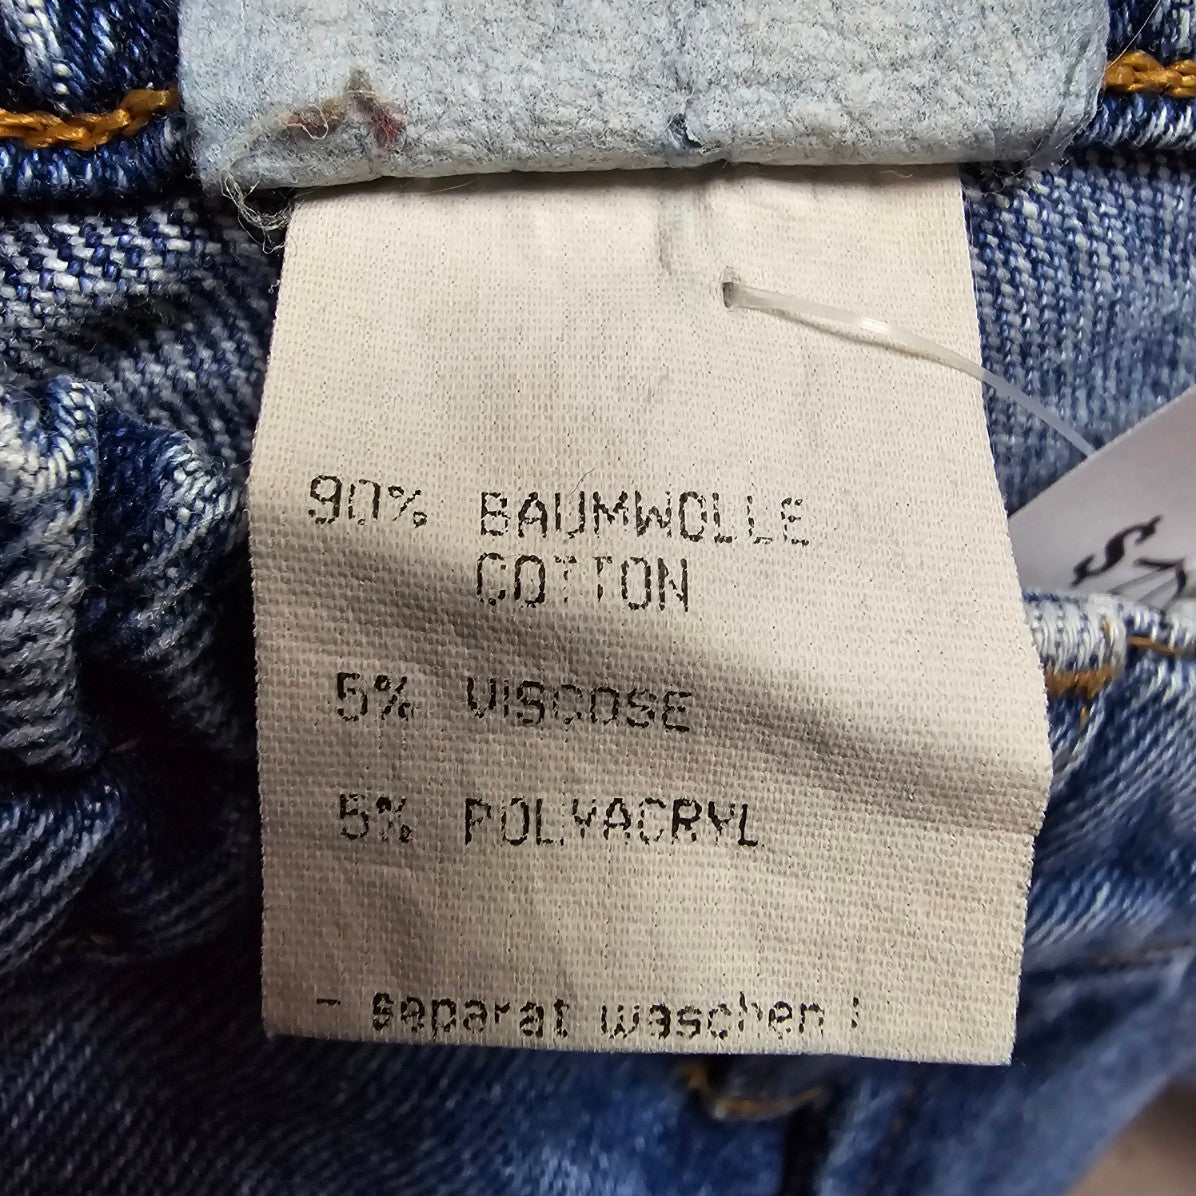 90% BAUMWOLLE
COTTON
5% VISCOSE
5% POLYACRYL
- separat waschen !